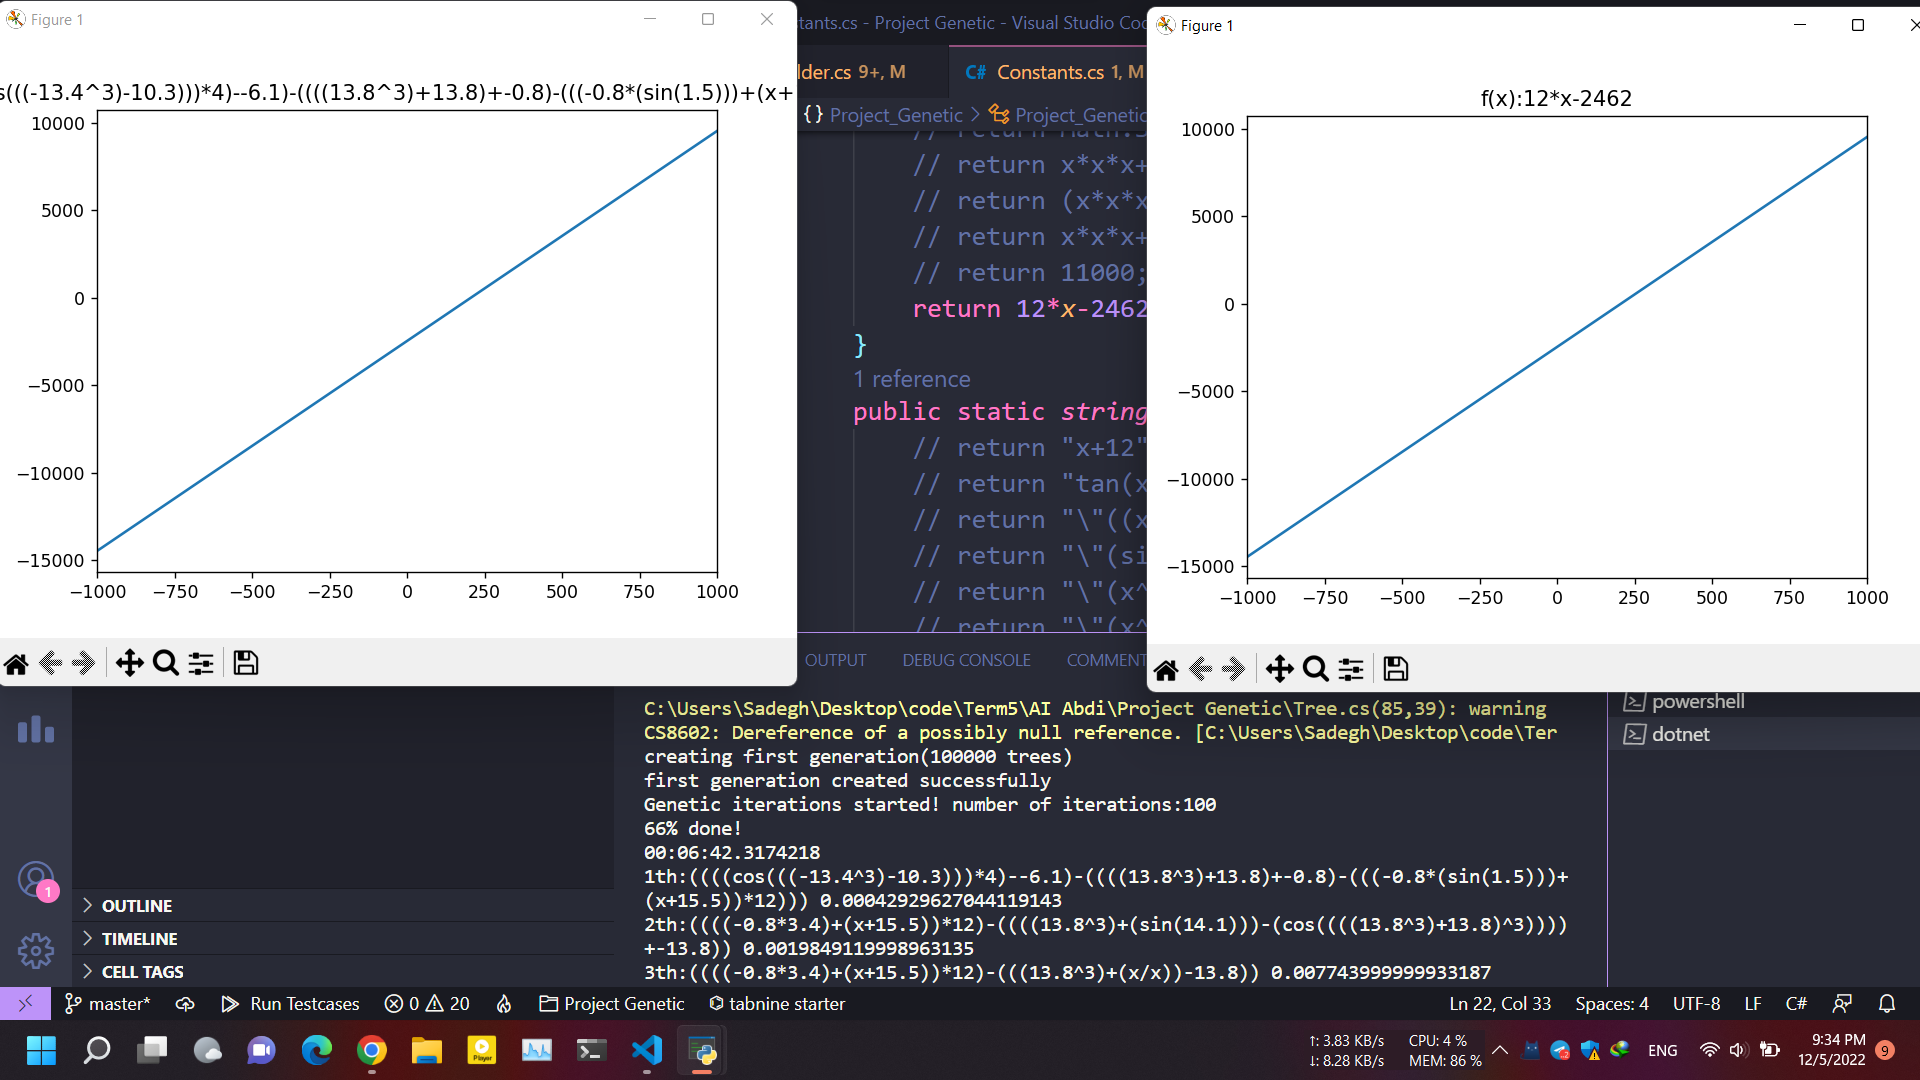 Figure 1
s(((-13.4^3)-10.3)))*4)--6.1)-((((13.8^3)+13.8)+-0.8)-(((-0.8*(sin(1.5)))+(x+
10000
5000
0
−5000
−10000
−15000
−1000 −750 −500 −250 0 250 500 750 1000
tants.cs - Project Genetic - Visual Studio Cod
lder.cs 9+, M
C# Constants.cs 1, M
{} Project_Genetic > Project_Genetic
// return x*x*x+
// return (x*x*x
// return x*x*x+
// return 11000;
return 12*x-2462
}
1 reference
public static string
// return "x+12"
// return "tan(x
// return "\"((x
// return "\"(si
// return "\"(x^
// return "\"(x^
Figure 1
f(x):12*x-2462
10000
5000
0
−5000
−10000
−15000
−1000 −750 −500 −250 0 250 500 750 1000
OUTPUT DEBUG CONSOLE COMMENT
C:\Users\Sadegh\Desktop\code\Term5\AI Abdi\Project Genetic\Tree.cs(85,39): warning
CS8602: Dereference of a possibly null reference. [C:\Users\Sadegh\Desktop\code\Ter
creating first generation(100000 trees)
first generation created successfully
Genetic iterations started! number of iterations:100
66% done!
00:06:42.3174218
1th:((((cos(((-13.4^3)-10.3)))*4)--6.1)-((((13.8^3)+13.8)+-0.8)-(((-0.8*(sin(1.5)))+
(x+15.5))*12))) 0.00042929627044119143
2th:((((-0.8*3.4)+(x+15.5))*12)-((((13.8^3)+(sin(14.1)))-(cos((((13.8^3)+13.8)^3))))
+-13.8)) 0.0019849119998963135
3th:((((-0.8*3.4)+(x+15.5))*12)-(((13.8^3)+(x/x))-13.8)) 0.007743999999933187
powershell
dotnet
1
OUTLINE
TIMELINE
CELL TAGS
master* Run Testcases 0 20 Project Genetic tabnine starter Ln 22, Col 33 Spaces: 4 UTF-8 LF C#
Player
↑: 3.83 KB/s CPU: 4 %
↓: 8.28 KB/s MEM: 86 %
ENG
9:34 PM
12/5/2022
9